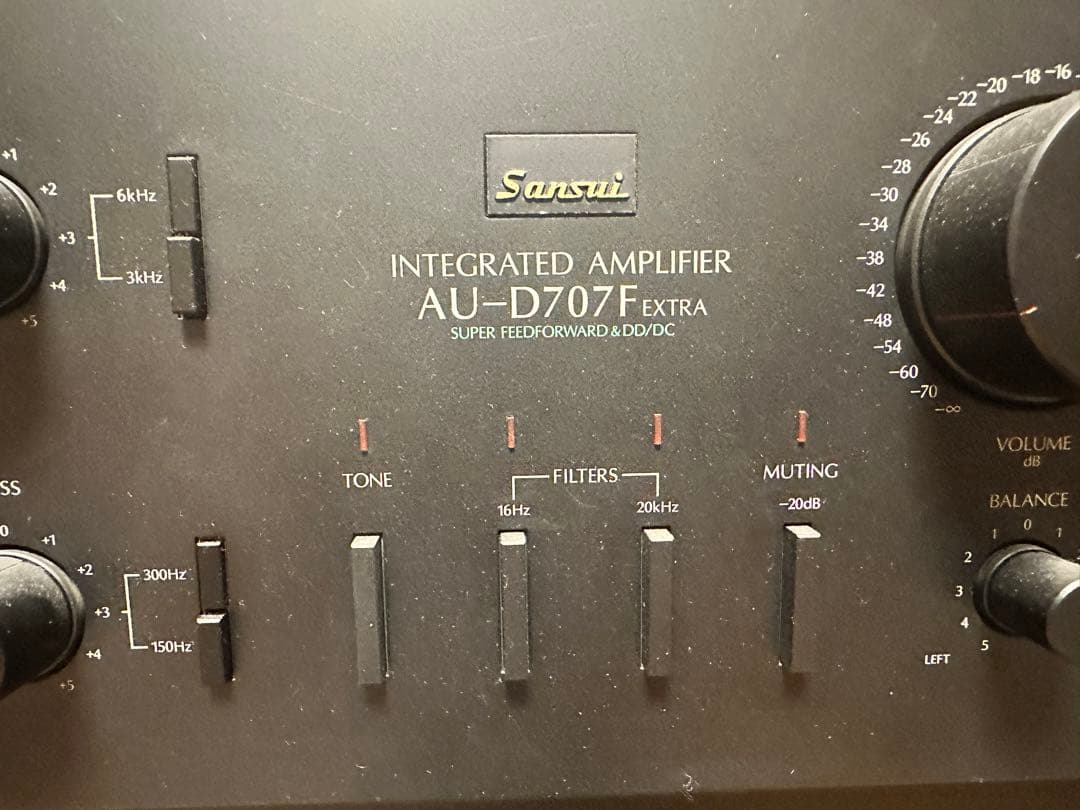 Sansui
INTEGRATED AMPLIFIER
AU-D707F EXTRA
SUPER FEEDFORWARD & DD/DC
+1
+2
+3
+4
+5
6kHz
3kHz
-16
-18
-20
-22
-24
-26
-28
-30
-34
-38
-42
-48
-54
-60
-70
-∞
VOLUME
dB
TONE
FILTERS
16Hz
20kHz
MUTING
-20dB
SS
0
+1
+2
+3
+4
+5
300Hz
150Hz
BALANCE
1 0 1
2
3
4
5
LEFT